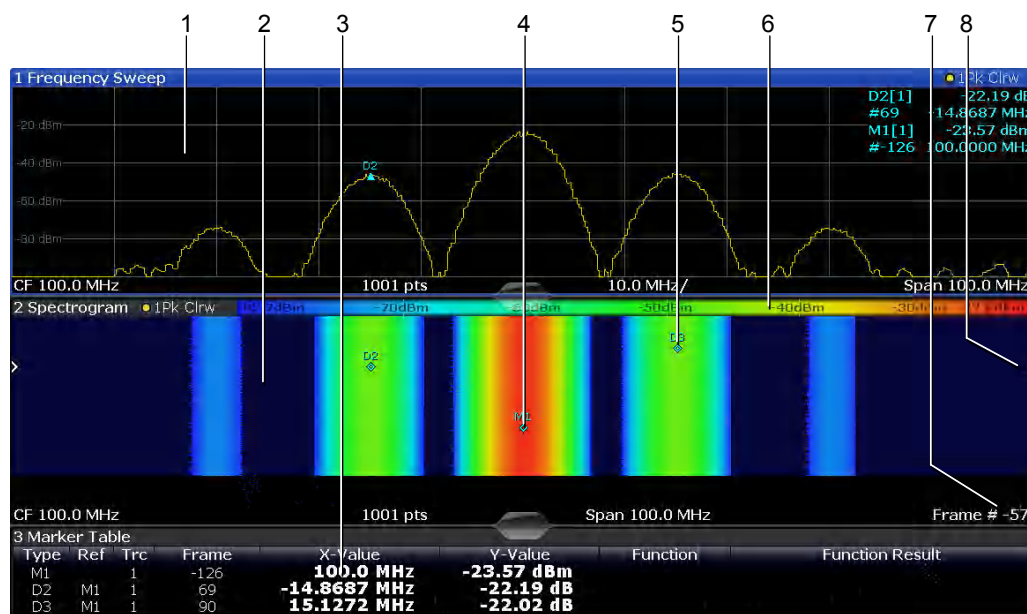 1 2 3 4 5 6 7 8
1 Frequency Sweep 1Pk Clrw
D2[1] -22.19 dB
#69 -14.8687 MHz
M1[1] -23.57 dBm
#-126 100.0000 MHz
-20 dBm
-40 dBm
-60 dBm
-80 dBm
D2
CF 100.0 MHz 1001 pts 10.0 MHz/ Span 100.0 MHz
2 Spectrogram 1Pk Clrw -70dBm -50dBm -40dBm
D2
D3
M1
CF 100.0 MHz 1001 pts Span 100.0 MHz Frame # -57
3 Marker Table
Type Ref Trc Frame X-Value Y-Value Function Function Result
M1 1 -126 100.0 MHz -23.57 dBm
D2 M1 1 69 -14.8687 MHz -22.19 dB
D3 M1 1 90 15.1272 MHz -22.02 dB